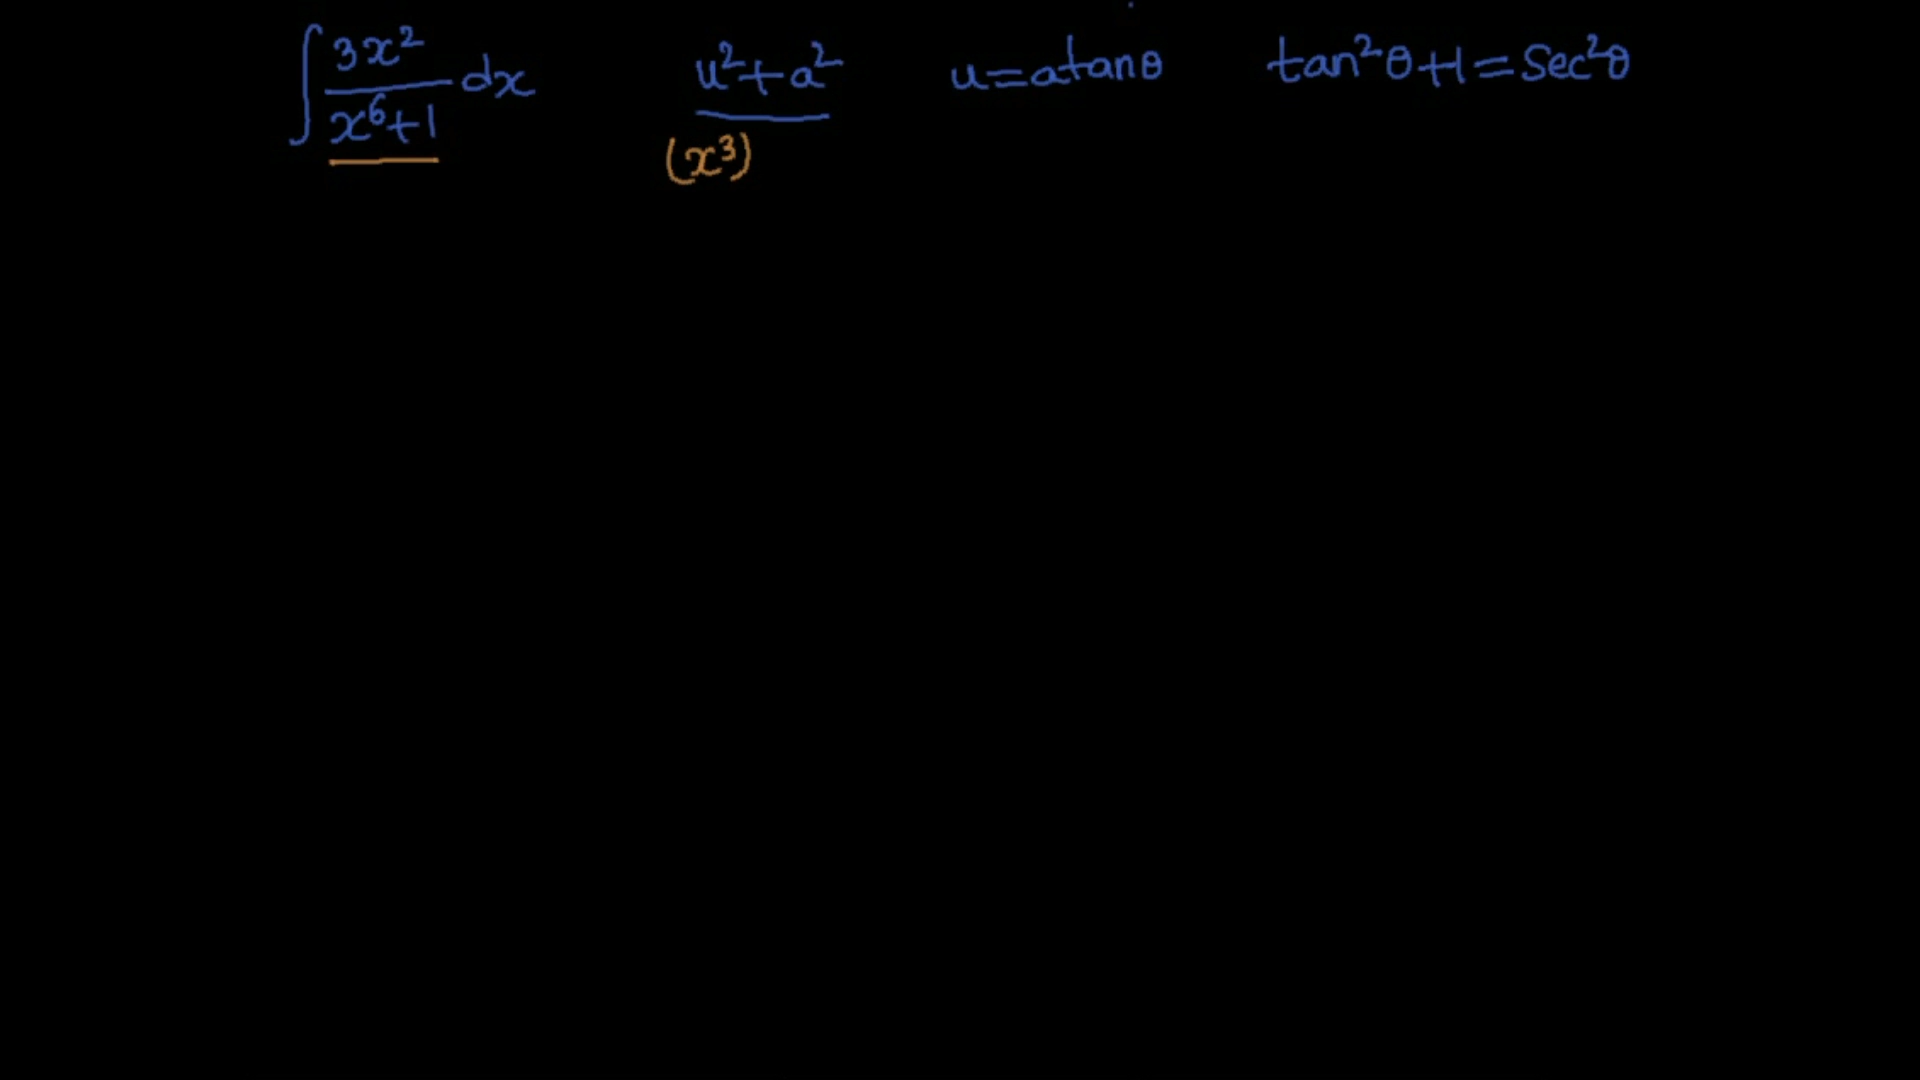 ∫ 3x²/(x⁶+1) dx    u²+a²    u=atanθ    tan²θ+1=Sec²θ
(x³)